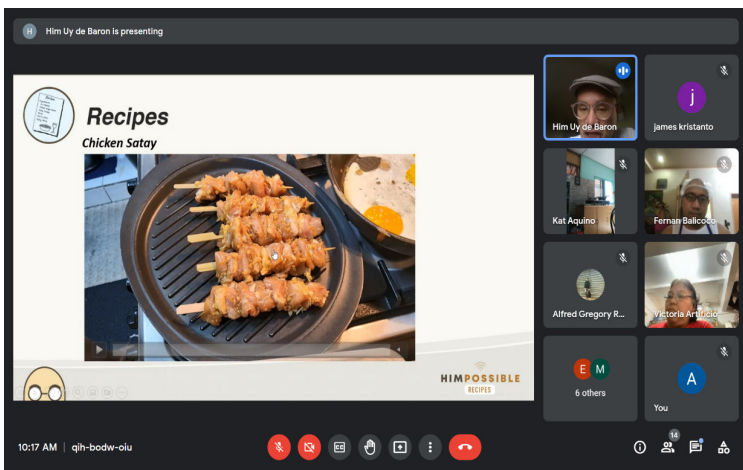 H
Him Uy de Baron is presenting
Recipes
Chicken Satay
HIMPOSSIBLE
RECIPES
Him Uy de Baron
j
james kristanto
Kat Aquino
Fernan Balicoco
Alfred Gregory R...
Victoria Artificio
E M
6 others
A
You
10:17 AM | qih-bodw-oiu
CC
14